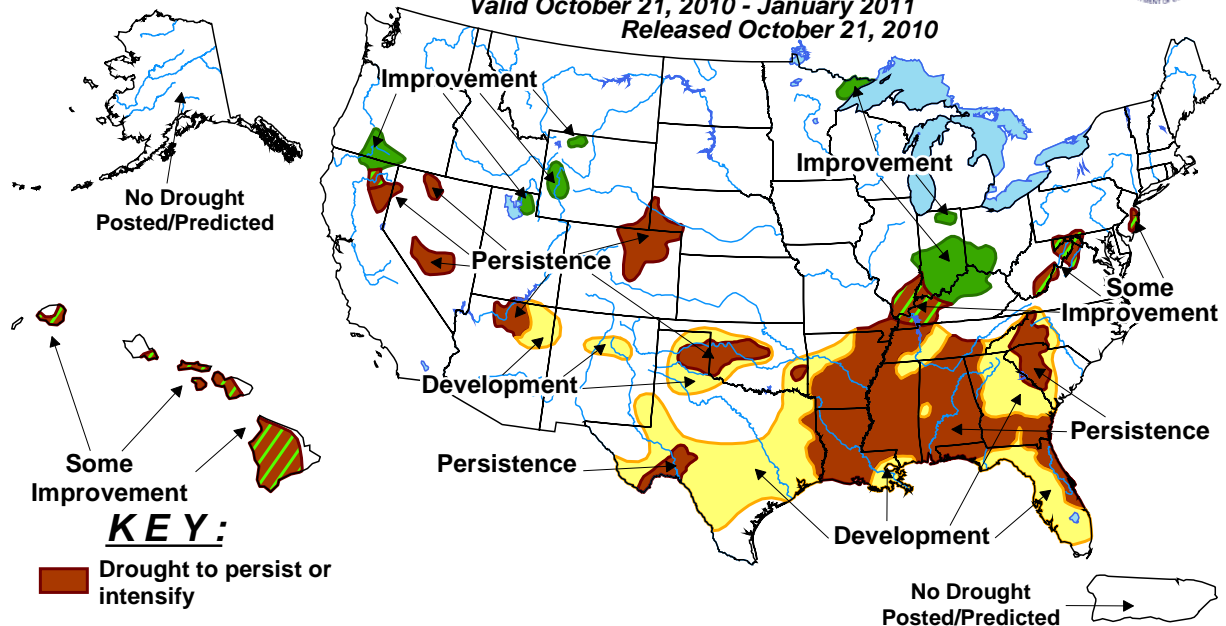 Valid October 21, 2010 - January 2011
Released October 21, 2010
Improvement
No Drought
Posted/Predicted
Improvement
Persistence
Some
Improvement
Development
Persistence
Persistence
Some
Improvement
Development
KEY:
Drought to persist or
intensify
No Drought
Posted/Predicted